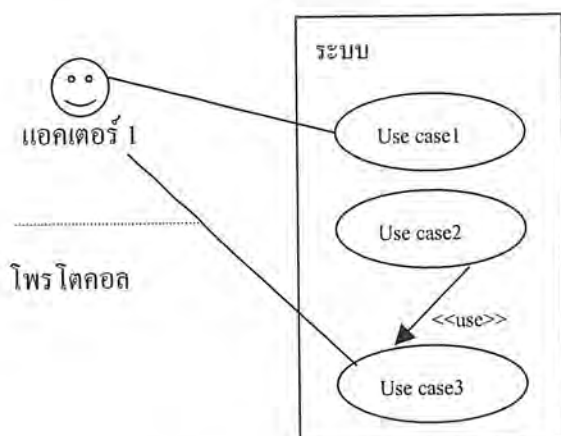 ระบบ
แอคเตอร์ 1
Use case1
Use case2
โพรโตคอล
<<use>>
Use case3